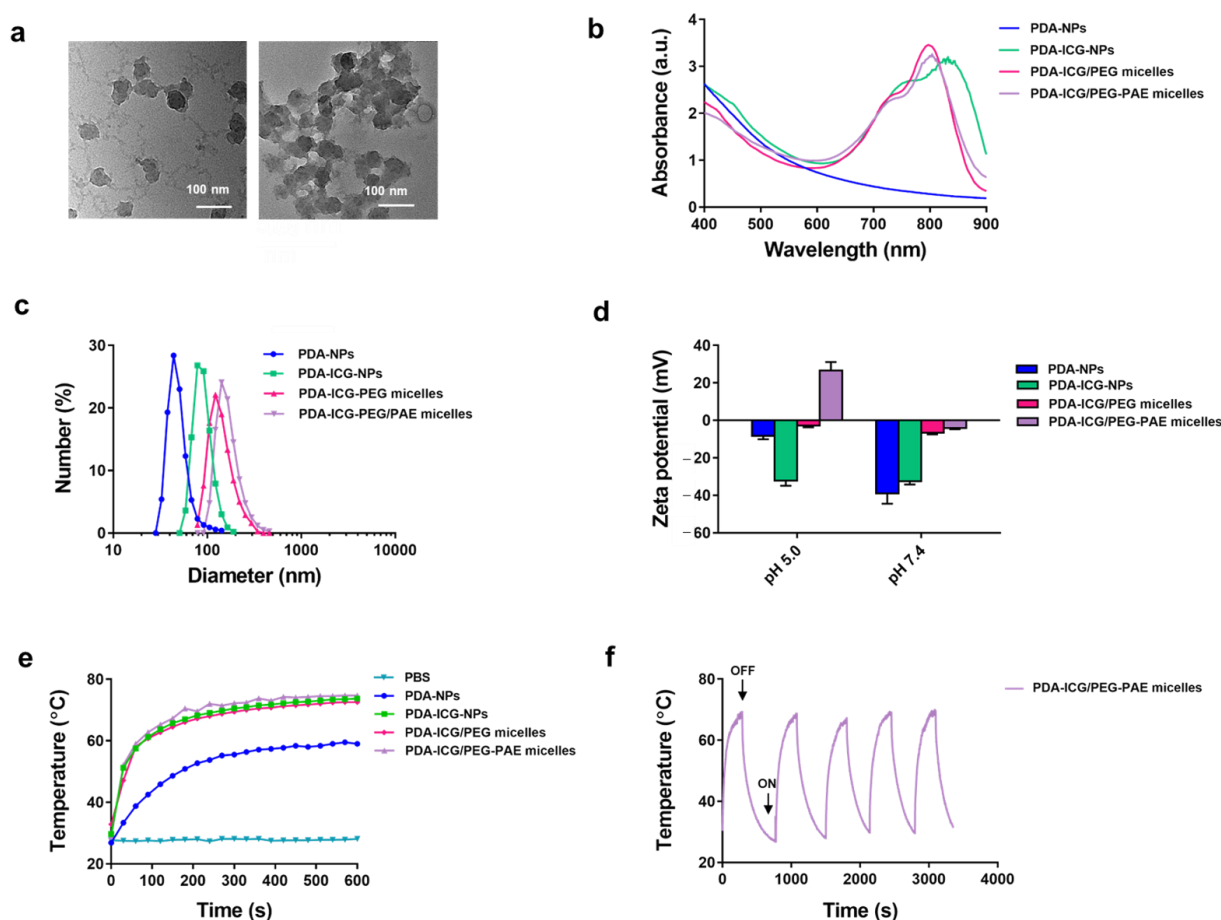 a
100 nm
100 nm
b
Absorbance (a.u.)
4
3
2
1
0
400 500 600 700 800 900
Wavelength (nm)
PDA-NPs
PDA-ICG-NPs
PDA-ICG/PEG micelles
PDA-ICG/PEG-PAE micelles
c
Number (%)
30
20
10
0
10 100 1000 10000
Diameter (nm)
PDA-NPs
PDA-ICG-NPs
PDA-ICG-PEG micelles
PDA-ICG-PEG/PAE micelles
d
Zeta potential (mV)
40
20
0
−20
−40
−60
pH 5.0
pH 7.4
PDA-NPs
PDA-ICG-NPs
PDA-ICG/PEG micelles
PDA-ICG/PEG-PAE micelles
e
Temperature (°C)
80
60
40
20
0 100 200 300 400 500 600
Time (s)
PBS
PDA-NPs
PDA-ICG-NPs
PDA-ICG/PEG micelles
PDA-ICG/PEG-PAE micelles
f
Temperature (°C)
80
60
40
20
OFF
ON
0 1000 2000 3000 4000
Time (s)
PDA-ICG/PEG-PAE micelles